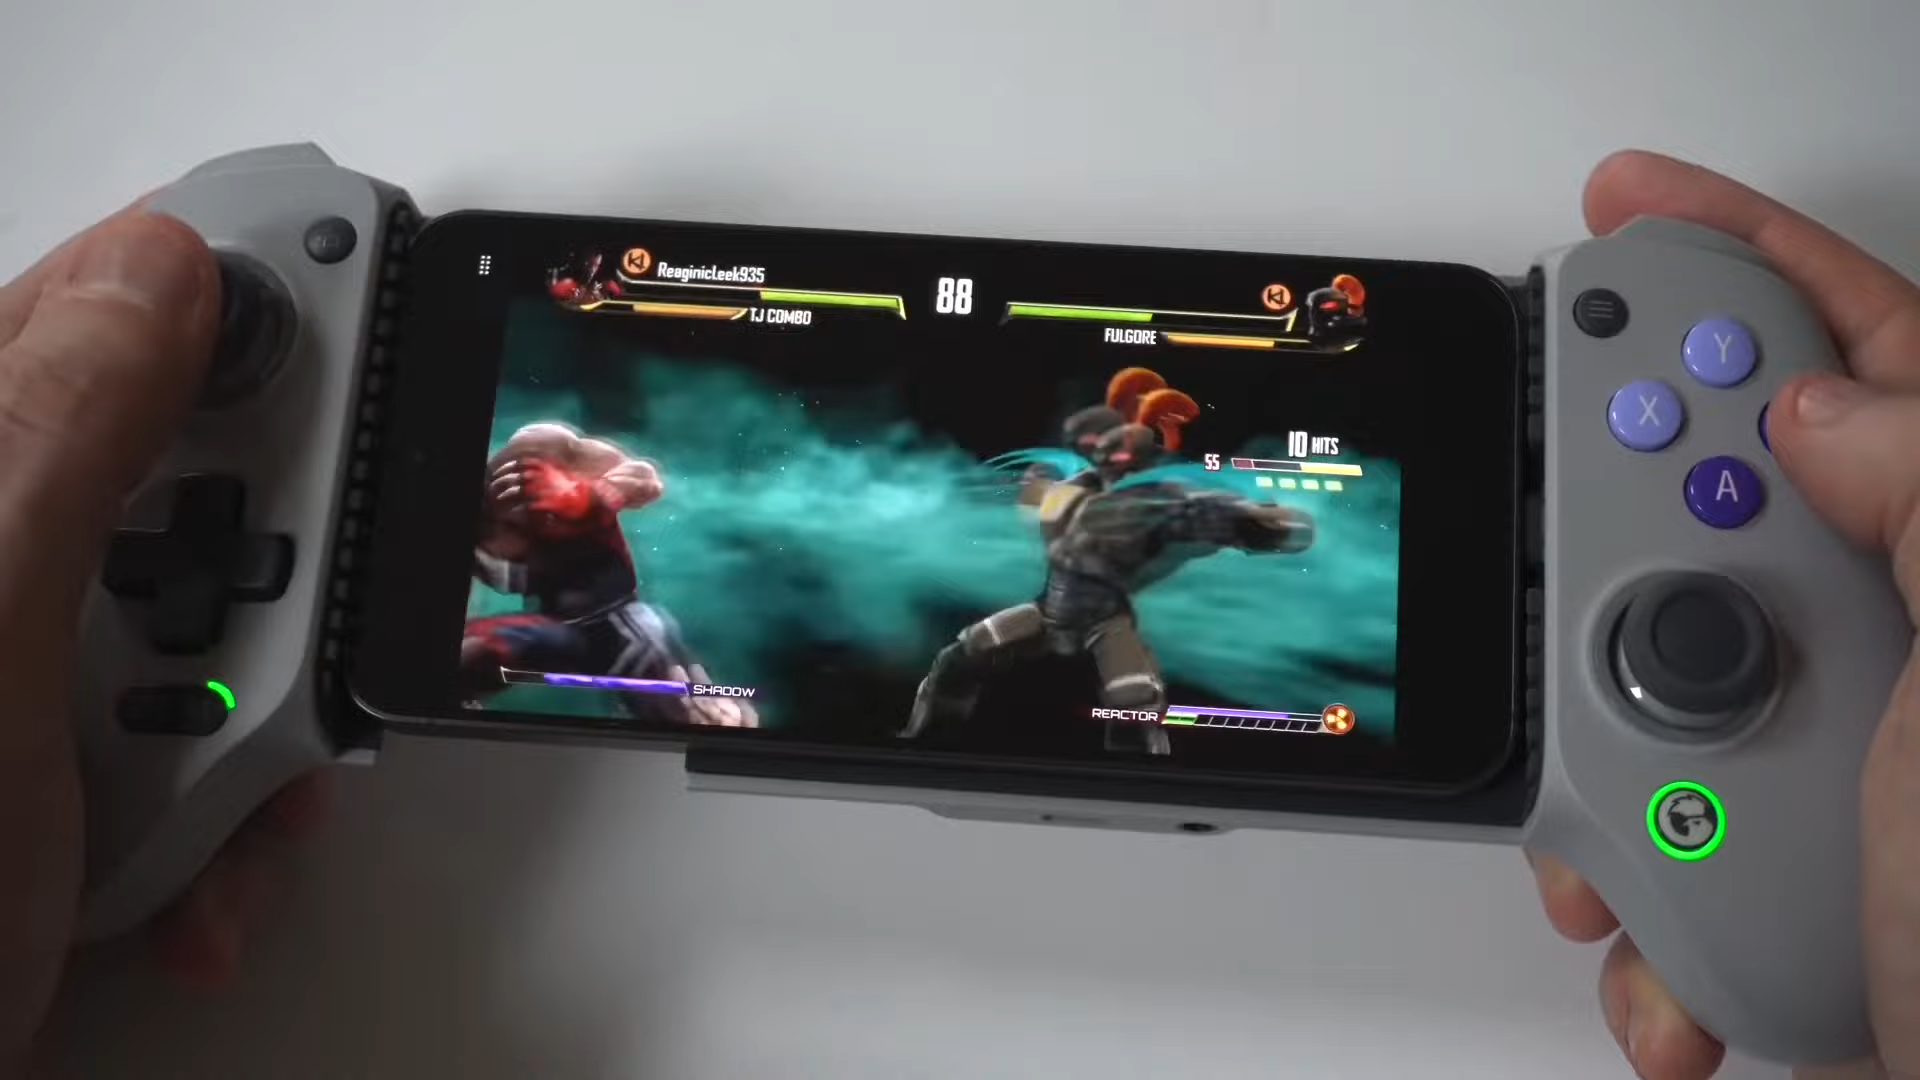 ReaginicLeek935
88
TJ COMBO
FULGORE
10 HITS
55
SHADOW
REACTOR
Y
X
A